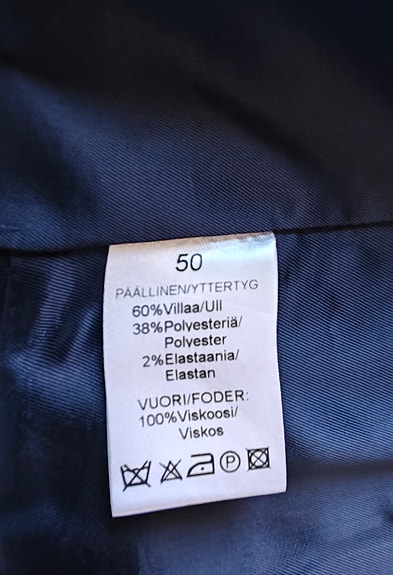 50
PÄÄLLINEN/YTTERTYG
60%Villaa/Ull
38%Polyesteriä/
Polyester
2%Elastaania/
Elastan
VUORI/FODER:
100%Viskoosi/
Viskos
P